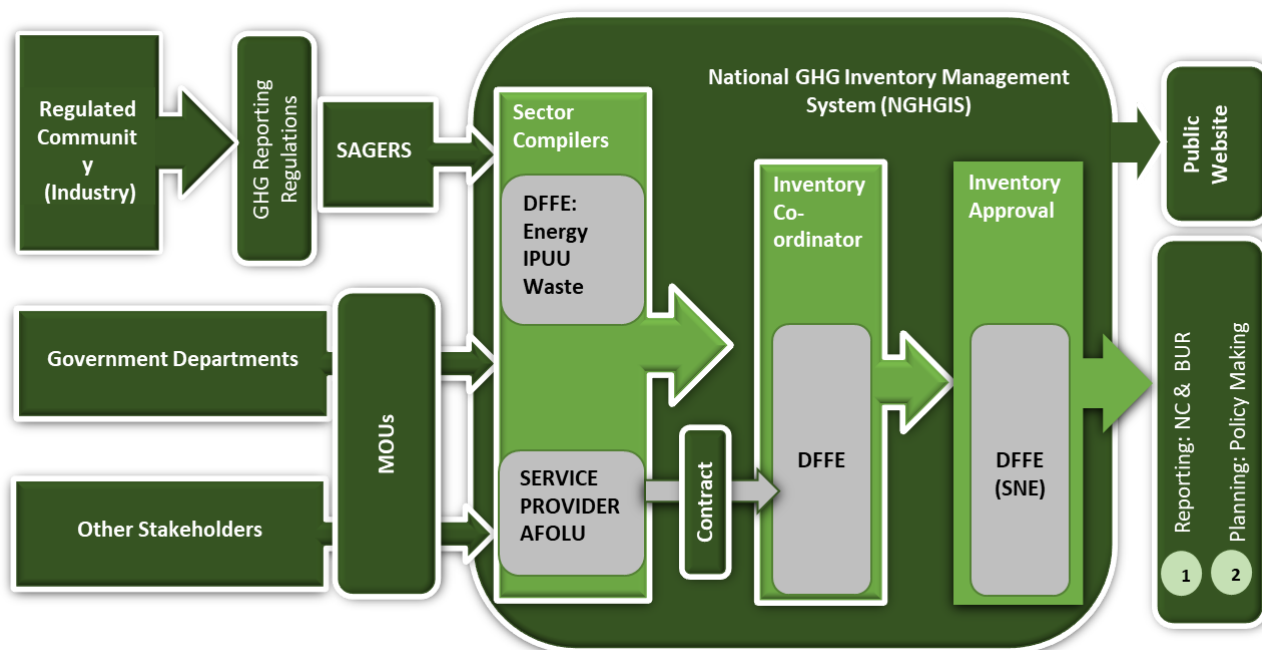 Regulated
Communit
y
(Industry)
GHG Reporting
Regulations
SAGERS
Government Departments
Other Stakeholders
MOUs
National GHG Inventory Management
System (NGHGIS)
Sector
Compilers
DFFE:
Energy
IPUU
Waste
SERVICE
PROVIDER
AFOLU
Contract
Inventory
Co-
ordinator
DFFE
Inventory
Approval
DFFE
(SNE)
Public
Website
Reporting: NC & BUR
Planning: Policy Making
1
2